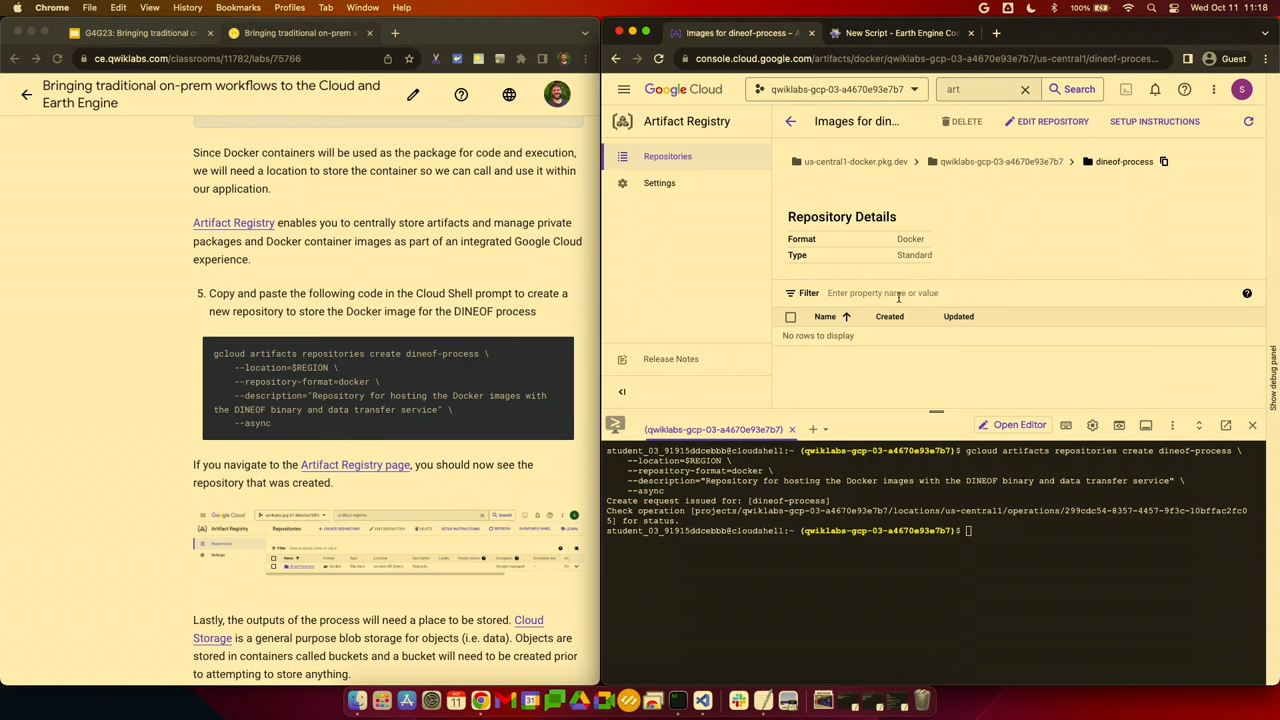 Chrome File Edit View History Bookmarks Profiles Tab Window Help
100% Wed Oct 11 11:18
G4G23: Bringing traditional on-
Bringing traditional on-prem w
ce.qwiklabs.com/classrooms/11782/labs/75766
Bringing traditional on-prem workflows to the Cloud and
Earth Engine
Since Docker containers will be used as the package for code and execution,
we will need a location to store the container so we can call and use it within
our application.
Artifact Registry enables you to centrally store artifacts and manage private
packages and Docker container images as part of an integrated Google Cloud
experience.
5. Copy and paste the following code in the Cloud Shell prompt to create a
new repository to store the Docker image for the DINEOF process
gcloud artifacts repositories create dineof-process \
--location=$REGION \
--repository-format=docker \
--description="Repository for hosting the Docker images with
the DINEOF binary and data transfer service" \
--async
If you navigate to the Artifact Registry page, you should now see the
repository that was created.
Google Cloud
artifact registry
Search
Artifact Registry
Repositories
Repositories
Settings
Lastly, the outputs of the process will need a place to be stored. Cloud
Storage is a general purpose blob storage for objects (i.e. data). Objects are
stored in containers called buckets and a bucket will need to be created prior
to attempting to store anything.
Images for dineof-process – A
New Script - Earth Engine Cod
console.cloud.google.com/artifacts/docker/qwiklabs-gcp-03-a4670e93e7b7/us-central1/dineof-proces...
Guest
Google Cloud
qwiklabs-gcp-03-a4670e93e7b7
art
Search
S
Artifact Registry
Images for din...
DELETE
EDIT REPOSITORY
SETUP INSTRUCTIONS
Repositories
Settings
us-central1-docker.pkg.dev
qwiklabs-gcp-03-a4670e93e7b7
dineof-process
Repository Details
Format Docker
Type Standard
Filter Enter property name or value
Name Created Updated
No rows to display
Release Notes
Show debug panel
(qwiklabs-gcp-03-a4670e93e7b7)
Open Editor
student_03_91915ddcebbb@cloudshell:~ (qwiklabs-gcp-03-a4670e93e7b7)$ gcloud artifacts repositories create dineof-process \
--location=$REGION \
--repository-format=docker \
--description="Repository for hosting the Docker images with the DINEOF binary and data transfer service" \
--async
Create request issued for: [dineof-process]
Check operation [projects/qwiklabs-gcp-03-a4670e93e7b7/locations/us-central1/operations/299cdc54-8357-4457-9f3c-10bffac2fc0
5] for status.
student_03_91915ddcebbb@cloudshell:~ (qwiklabs-gcp-03-a4670e93e7b7)$